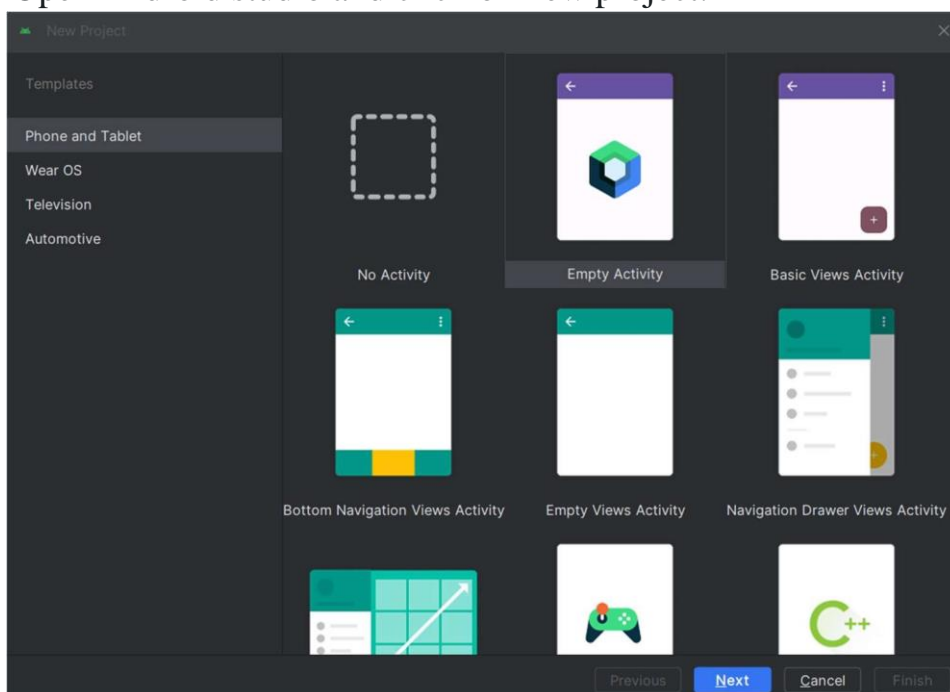 New Project
Templates
Phone and Tablet
Wear OS
Television
Automotive
No Activity
Empty Activity
Basic Views Activity
Bottom Navigation Views Activity
Empty Views Activity
Navigation Drawer Views Activity
C++
Previous
Next
Cancel
Finish